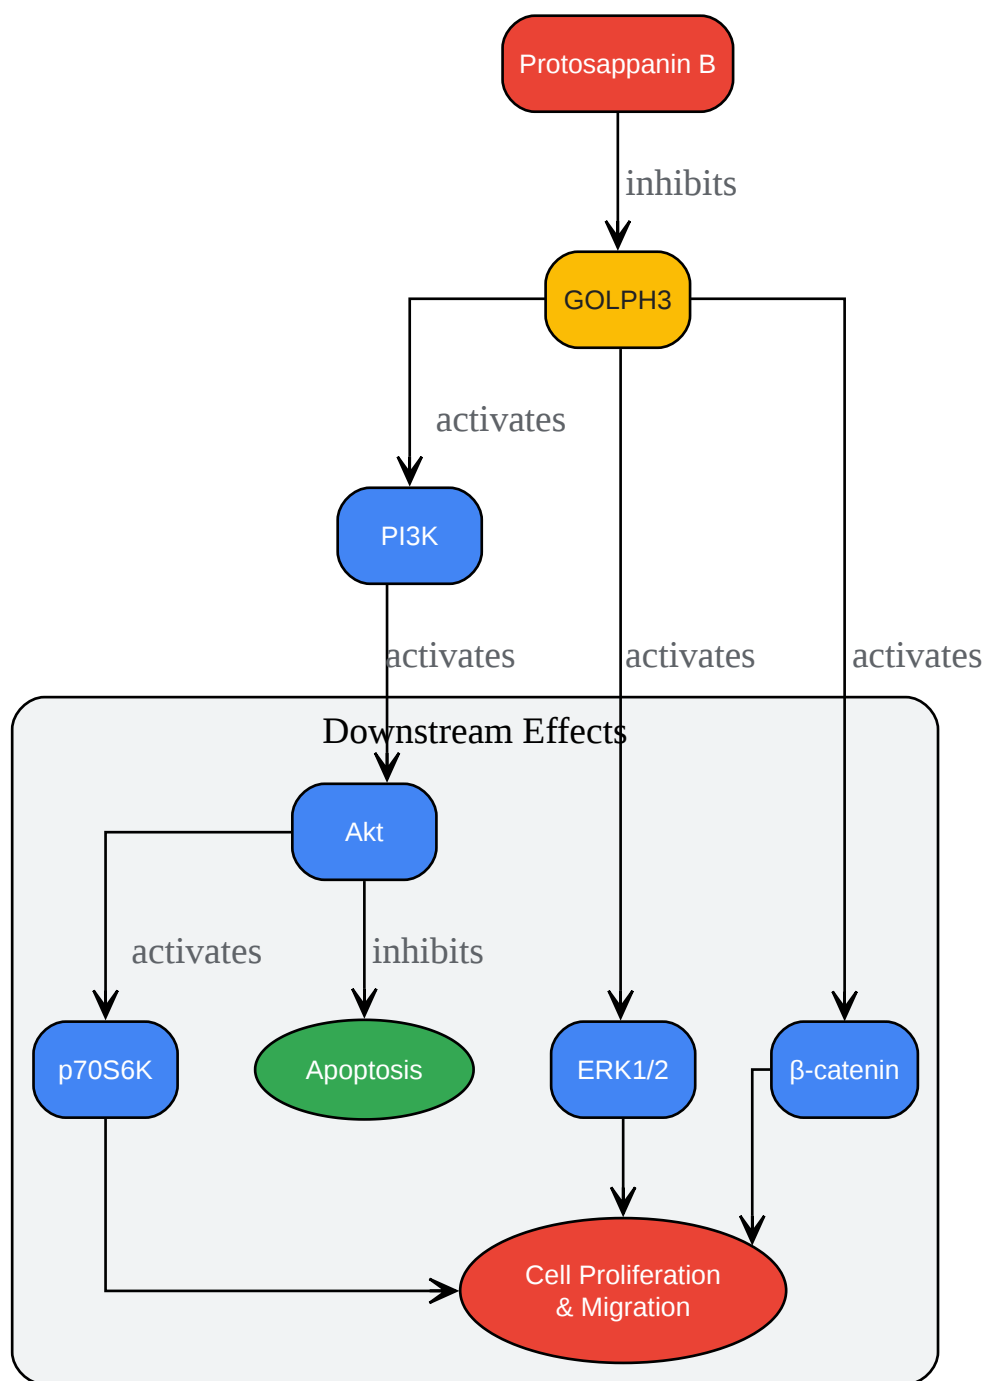 Protosappanin B
inhibits
GOLPH3
activates
PI3K
activates
activates
activates
Downstream Effects
Akt
activates
inhibits
p70S6K
Apoptosis
ERK1/2
β-catenin
Cell Proliferation
& Migration